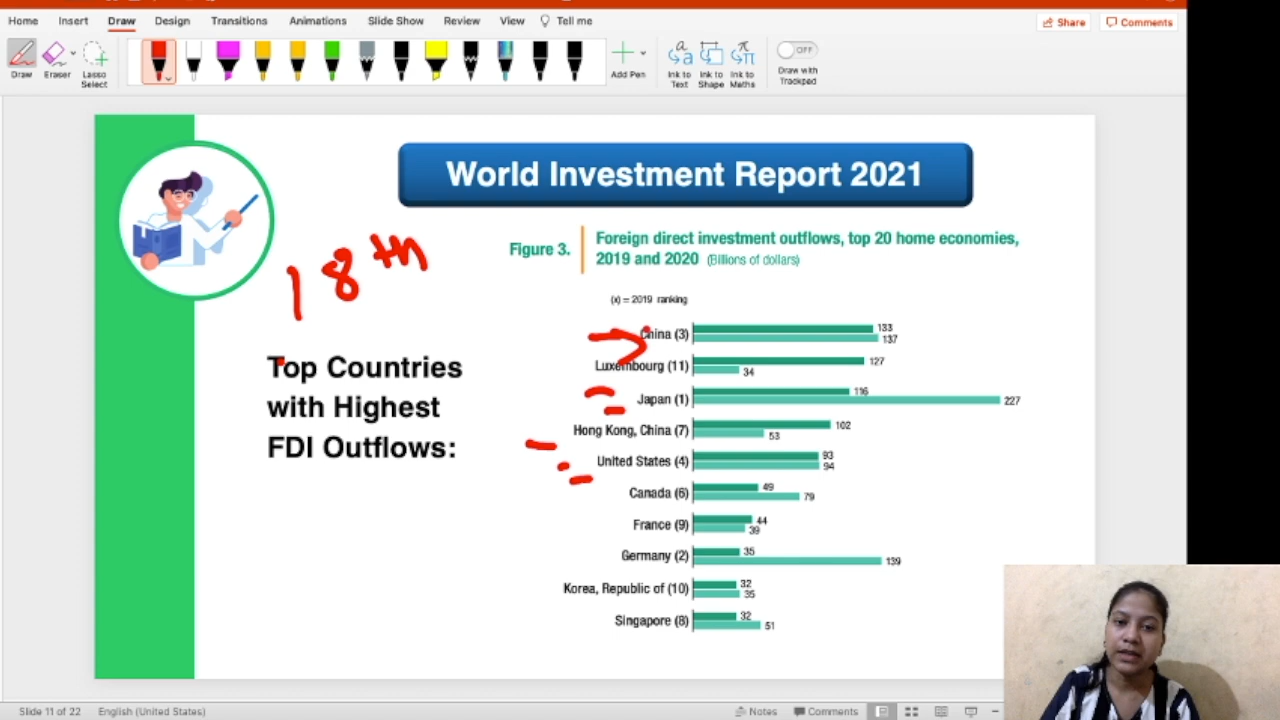 Home Insert Draw Design Transitions Animations Slide Show Review View Tell me Share Comments
Draw Eraser Lasso Select Add Pen Ink to Text Ink to Shape Ink to Maths OFF Draw with Trackpad
World Investment Report 2021
18th
Figure 3. Foreign direct investment outflows, top 20 home economies,
2019 and 2020 (Billions of dollars)
(x) = 2019 ranking
Top Countries
with Highest
FDI Outflows:
China (3) 133
137
Luxembourg (11) 127
34
Japan (1) 116
227
Hong Kong, China (7) 102
53
United States (4) 93
94
Canada (6) 49
79
France (9) 44
39
Germany (2) 35
139
Korea, Republic of (10) 32
35
Singapore (8) 32
51
Slide 11 of 22 English (United States) Notes Comments